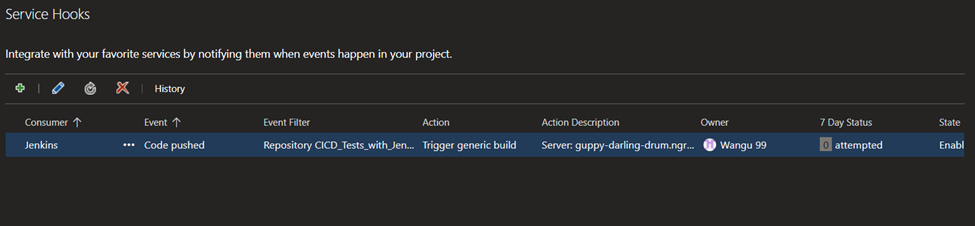 Service Hooks
Integrate with your favorite services by notifying them when events happen in your project.
History
Consumer Event Event Filter Action Action Description Owner 7 Day Status State
Jenkins ... Code pushed Repository CICD_Tests_with_Jen... Trigger generic build Server: guppy-darling-drum.ngr... Wangu 99 0 attempted Enabl